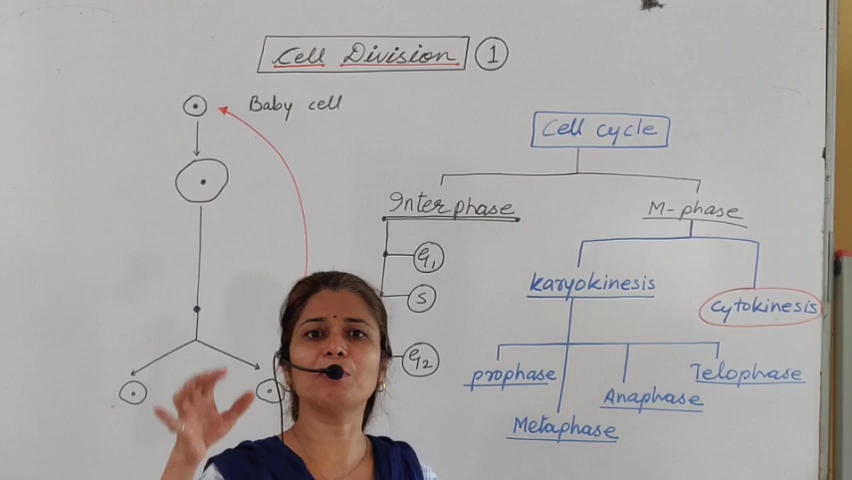 Cell Division 1
Baby cell
Cell cycle
Interphase
M-phase
G1
S
G2
karyokinesis
cytokinesis
prophase
Metaphase
Anaphase
Telophase